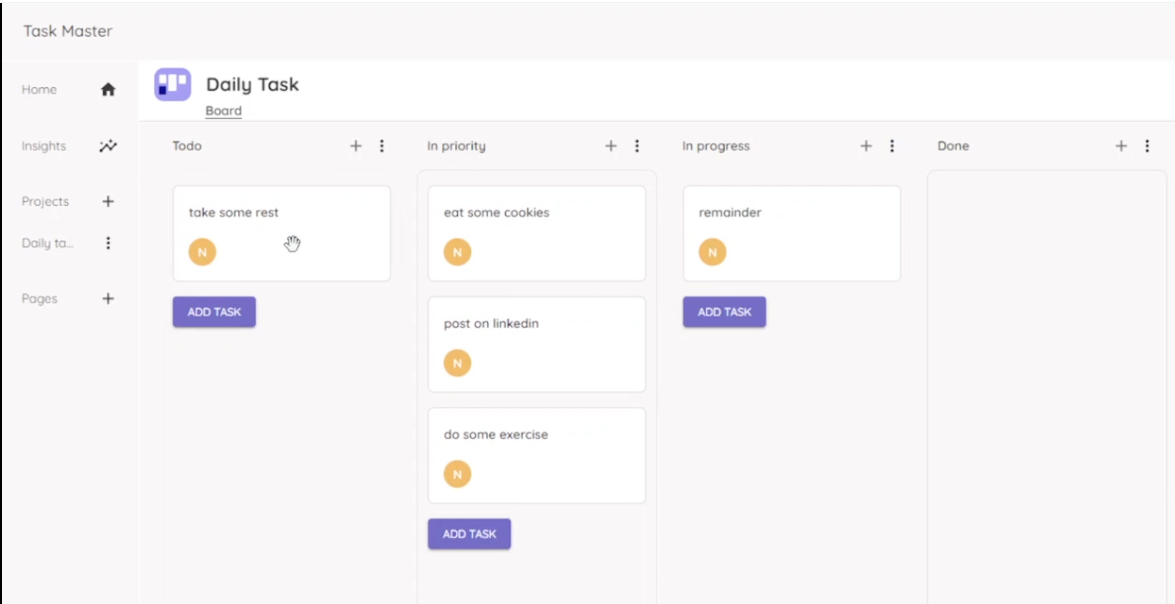 Task Master
Home
Insights
Projects
Daily ta...
Pages
Daily Task
Board
Todo
take some rest
N
ADD TASK
In priority
eat some cookies
N
post on linkedin
N
do some exercise
N
ADD TASK
In progress
remainder
N
ADD TASK
Done